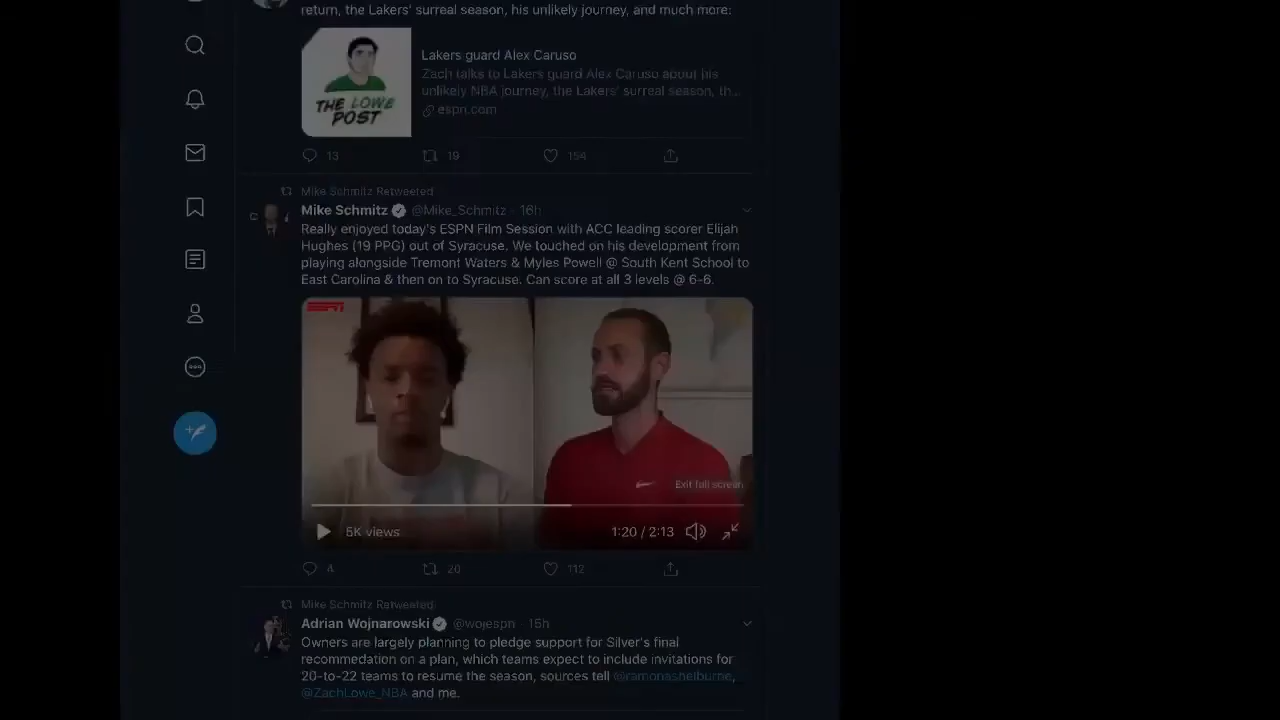 return, the Lakers' surreal season, his unlikely journey, and much more:
Lakers guard Alex Caruso
Zach talks to Lakers guard Alex Caruso about his
unlikely NBA journey, the Lakers' surreal season, th...
espn.com
THE LOWE
POST
13 19 154
Mike Schmitz Retweeted
Mike Schmitz @Mike_Schmitz · 16h
Really enjoyed today's ESPN Film Session with ACC leading scorer Elijah
Hughes (19 PPG) out of Syracuse. We touched on his development from
playing alongside Tremont Waters & Myles Powell @ South Kent School to
East Carolina & then on to Syracuse. Can score at all 3 levels @ 6-6.
ESPN
Exit full screen
5K views 1:20 / 2:13
4 20 112
Mike Schmitz Retweeted
Adrian Wojnarowski @wojespn · 15h
Owners are largely planning to pledge support for Silver's final
recommedation on a plan, which teams expect to include invitations for
20-to-22 teams to resume the season, sources tell @ramonashelburne,
@ZachLowe_NBA and me.